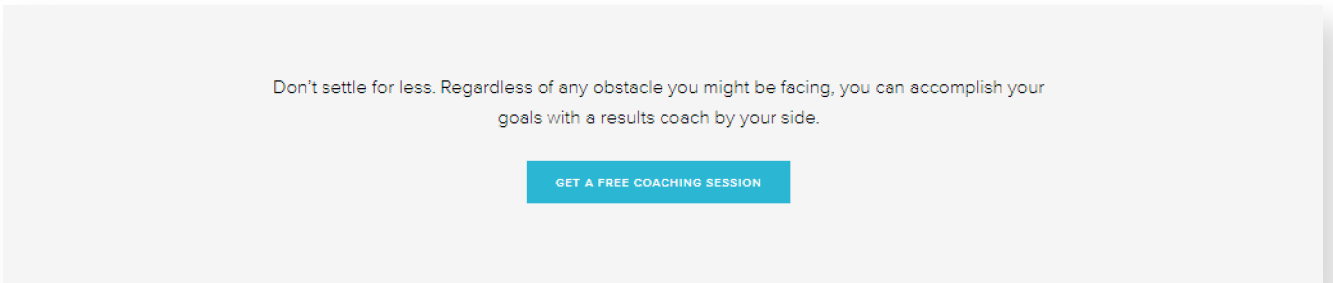 Don't settle for less. Regardless of any obstacle you might be facing, you can accomplish your
goals with a results coach by your side.
GET A FREE COACHING SESSION